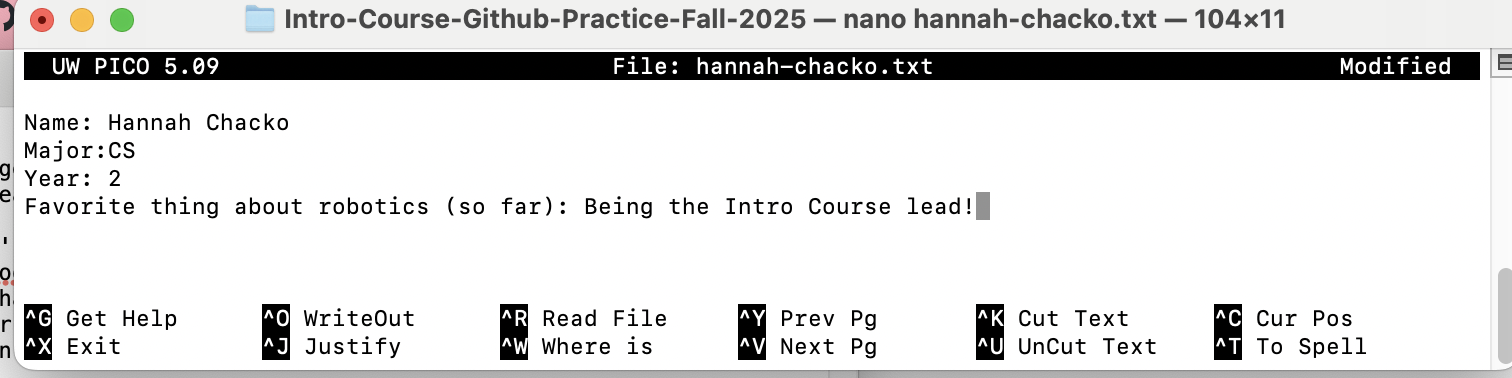 Intro-Course-Github-Practice-Fall-2025 — nano hannah-chacko.txt — 104×11
UW PICO 5.09 File: hannah-chacko.txt Modified
Name: Hannah Chacko
Major:CS
Year: 2
Favorite thing about robotics (so far): Being the Intro Course lead!
^G Get Help ^O WriteOut ^R Read File ^Y Prev Pg ^K Cut Text ^C Cur Pos
^X Exit ^J Justify ^W Where is ^V Next Pg ^U UnCut Text ^T To Spell